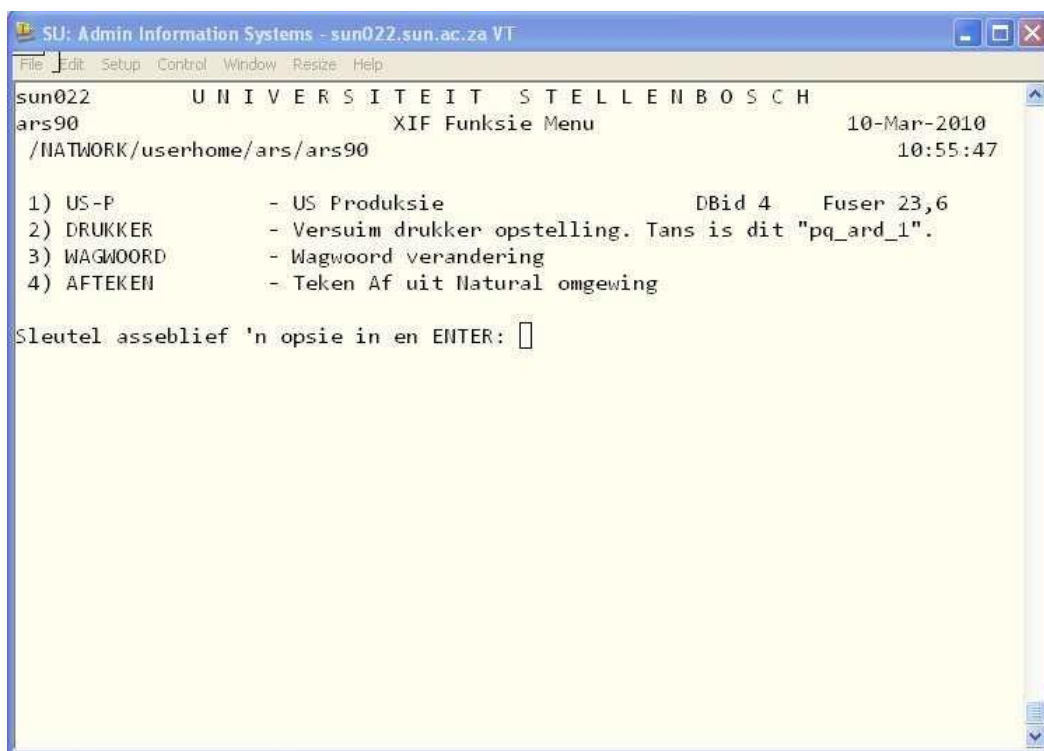 SU: Admin Information Systems - sun022.sun.ac.za VT
File Edit Setup Control Window Resize Help
sun022 U N I V E R S I T E I T S T E L L E N B O S C H
ars90 XIF Funksie Menu 10-Mar-2010
/NATWORK/userhome/ars/ars90 10:55:47
1) US-P - US Produksie DBid 4 Fuser 23,6
2) DRUKKER - Versuim drukker opstelling. Tans is dit "pq_ard_1".
3) WAGWOORD - Wagwoord verandering
4) AFTEKEN - Teken Af uit Natural omgewing
Sleutel asseblief 'n opsie in en ENTER: